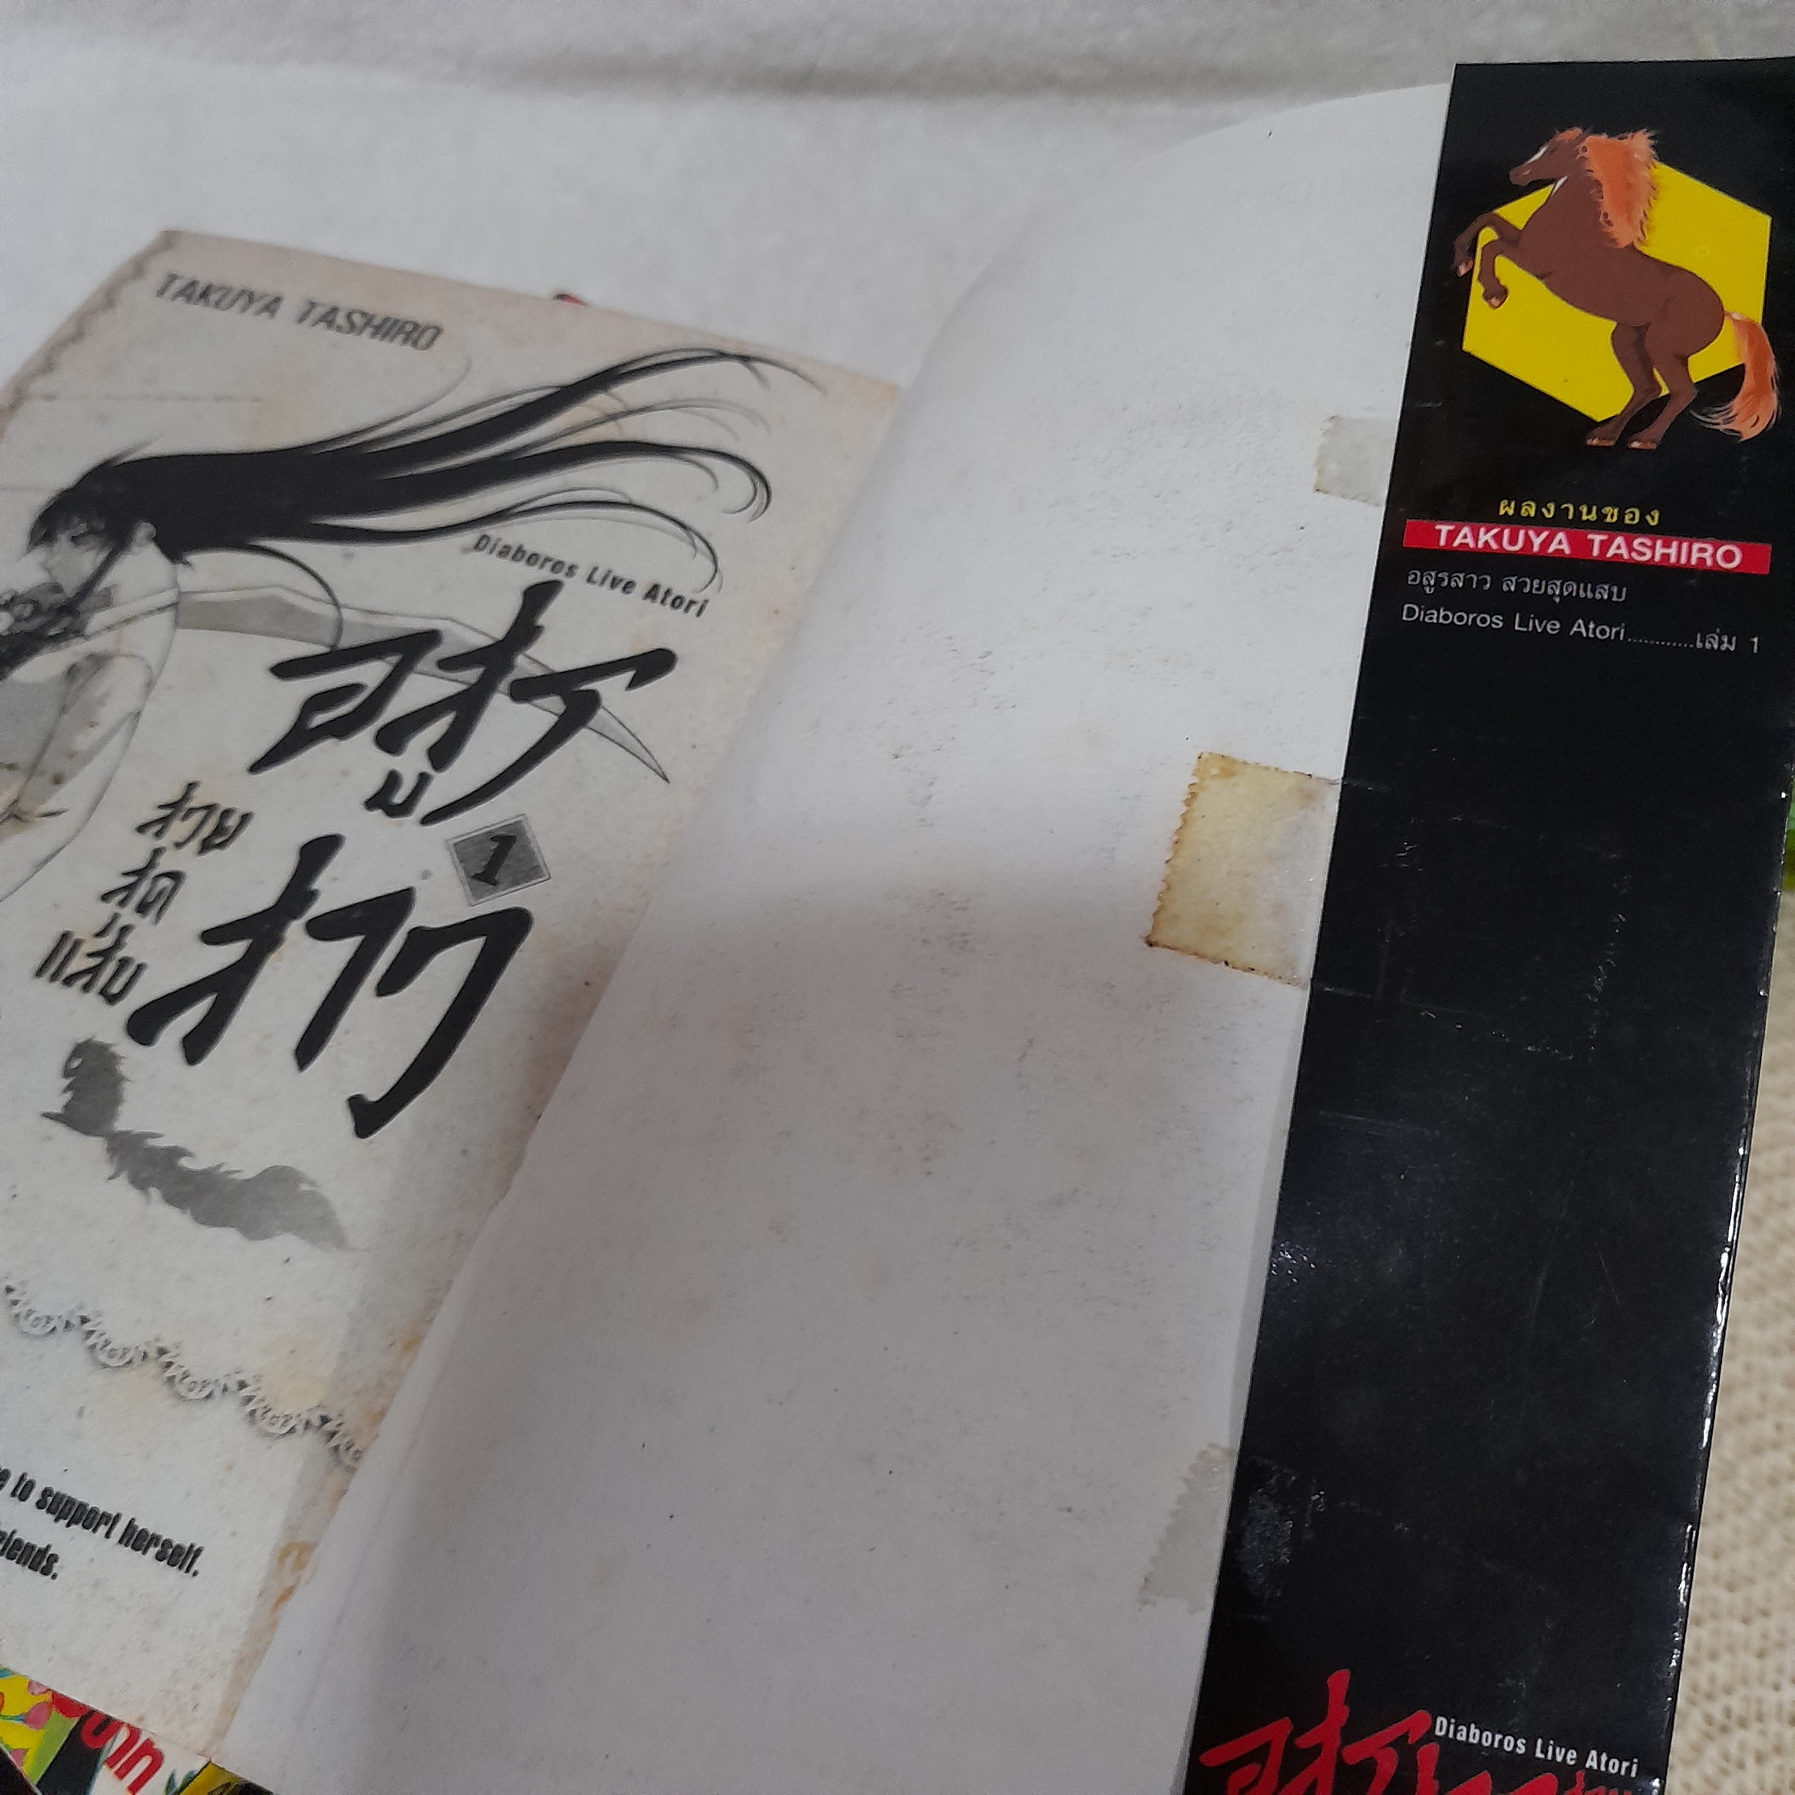 TAKUYA TASHIRO
Diaboros Live Atori
อสูร
สาว
1
สวย
สุด
แสบ
to support herself.
ผลงานของ
TAKUYA TASHIRO
อสูรสาว สวยสุดแสบ
Diaboros Live Atori...........เล่ม 1
Diaboros Live Atori